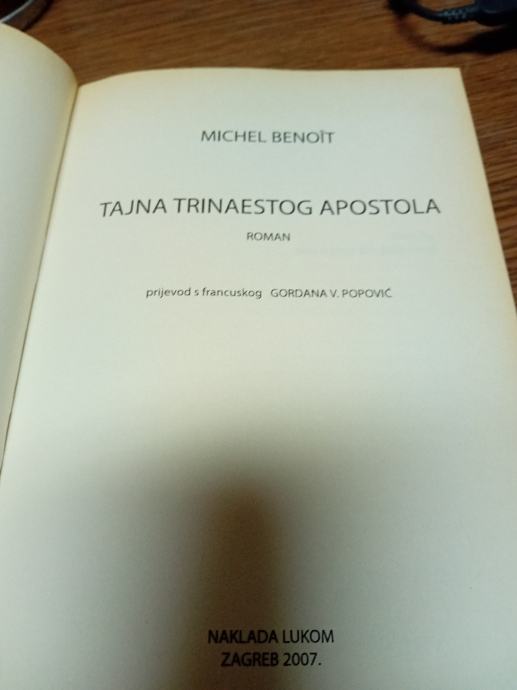 MICHEL BENOÎT
TAJNA TRINAESTOG APOSTOLA
ROMAN
prijevod s francuskog GORDANA V. POPOVIĆ
NAKLADA LUKOM
ZAGREB 2007.